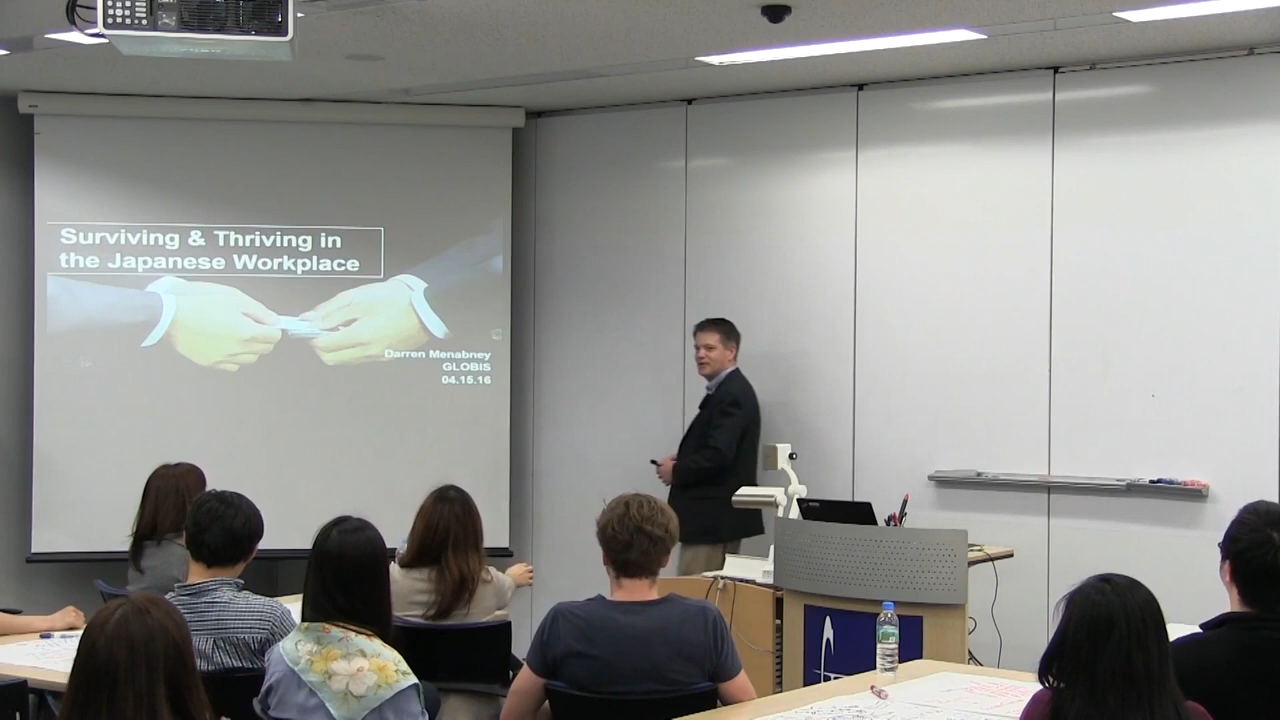 Surviving & Thriving in
the Japanese Workplace
Darren Menabney
GLOBIS
04.15.16